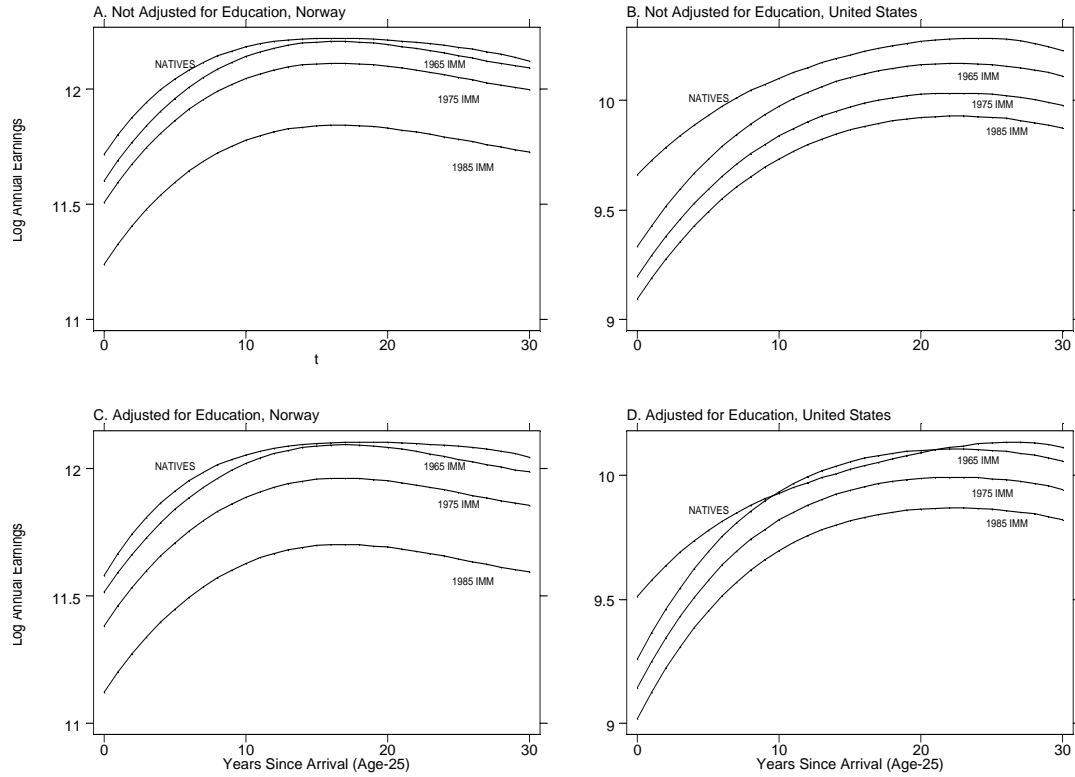 A. Not Adjusted for Education, Norway
Log Annual Earnings
12
11.5
11
NATIVES
1965 IMM
1975 IMM
1985 IMM
0
10
20
30
t
B. Not Adjusted for Education, United States
10
9.5
9
NATIVES
1965 IMM
1975 IMM
1985 IMM
0
10
20
30
C. Adjusted for Education, Norway
Log Annual Earnings
12
11.5
11
NATIVES
1965 IMM
1975 IMM
1985 IMM
0
10
20
30
Years Since Arrival (Age-25)
D. Adjusted for Education, United States
10
9.5
9
NATIVES
1965 IMM
1975 IMM
1985 IMM
0
10
20
30
Years Since Arrival (Age-25)